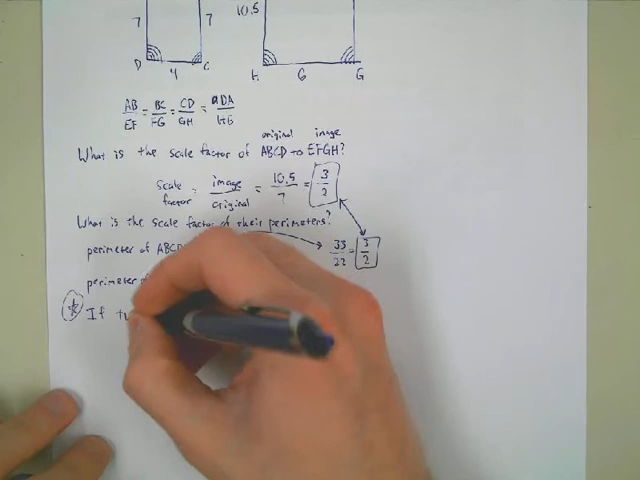 7 7 10.5
D 4 C H 6 G
AB/EF = BC/FG = CD/GH = DA/HE
original image
What is the scale factor of ABCD to EFGH?
scale factor = image/original = 10.5/7 = 3/2
What is the scale factor of their perimeters?
perimeter of ABCD 33/22 = 3/2
perimeter of
If